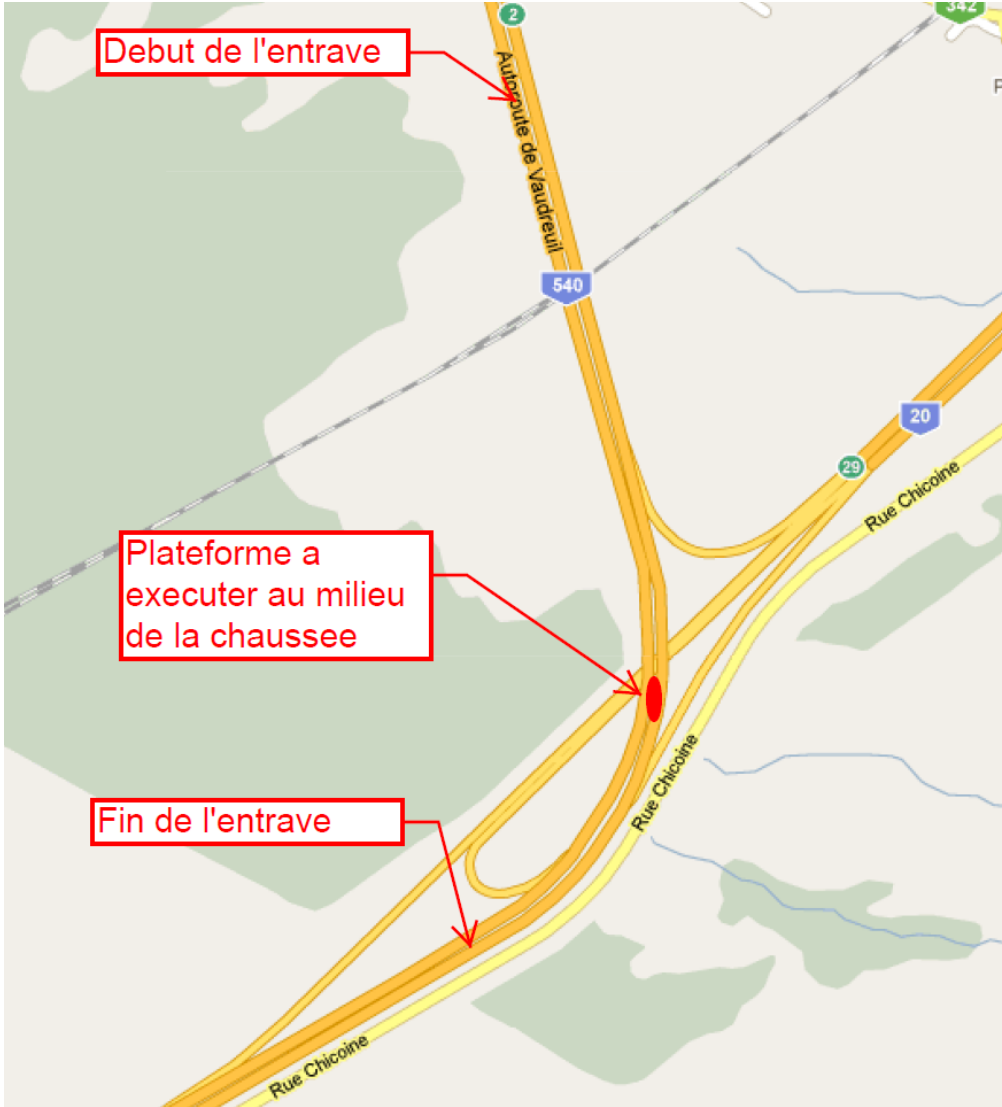 2
342
Debut de l'entrave
Autoroute de Vaudreuil
P
540
20
29
Rue Chicoine
Plateforme a
executer au milieu
de la chaussee
Rue Chicoine
Fin de l'entrave
Rue Chicoine